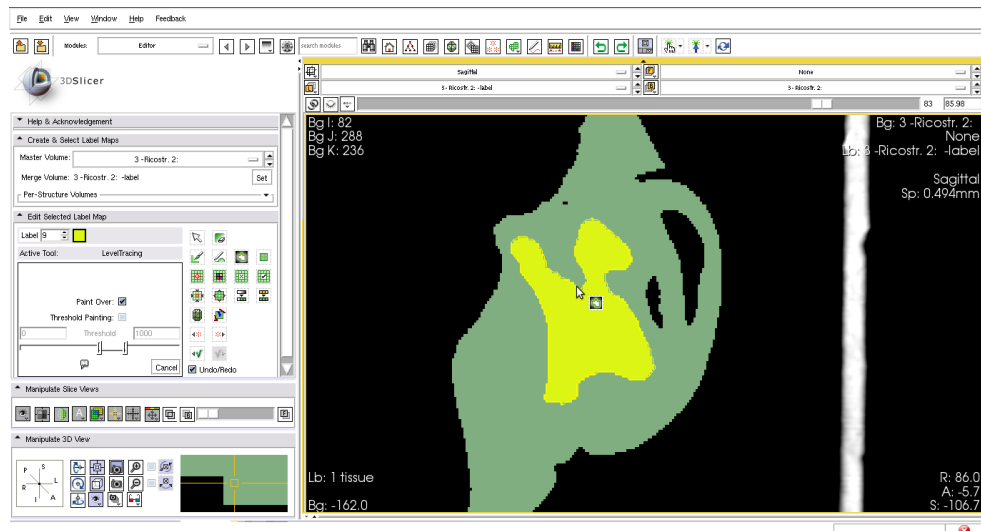 File Edit View Window Help Feedback
Modules: Editor search modules
3DSlicer
Help & Acknowledgement
Create & Select Label Maps
Master Volume: 3 -Ricostr. 2:
Merge Volume: 3 -Ricostr. 2: -label Set
Per-Structure Volumes
Edit Selected Label Map
Label 9
Active Tool: LevelTracing
Paint Over:
Threshold Painting:
0 Threshold 1000
Cancel
Undo/Redo
Manipulate Slice Views
Manipulate 3D View
P S
R L
I A
Sagittal None
3 - Ricostr. 2: -label 3 - Ricostr. 2:
83 85.98
Bg I: 82
Bg J: 288
Bg K: 236
Bg: 3 -Ricostr. 2:
None
Lb: 3 -Ricostr. 2: -label
Sagittal
Sp: 0.494mm
Lb: 1 tissue
Bg: -162.0
R: 86.0
A: -5.7
S: -106.7